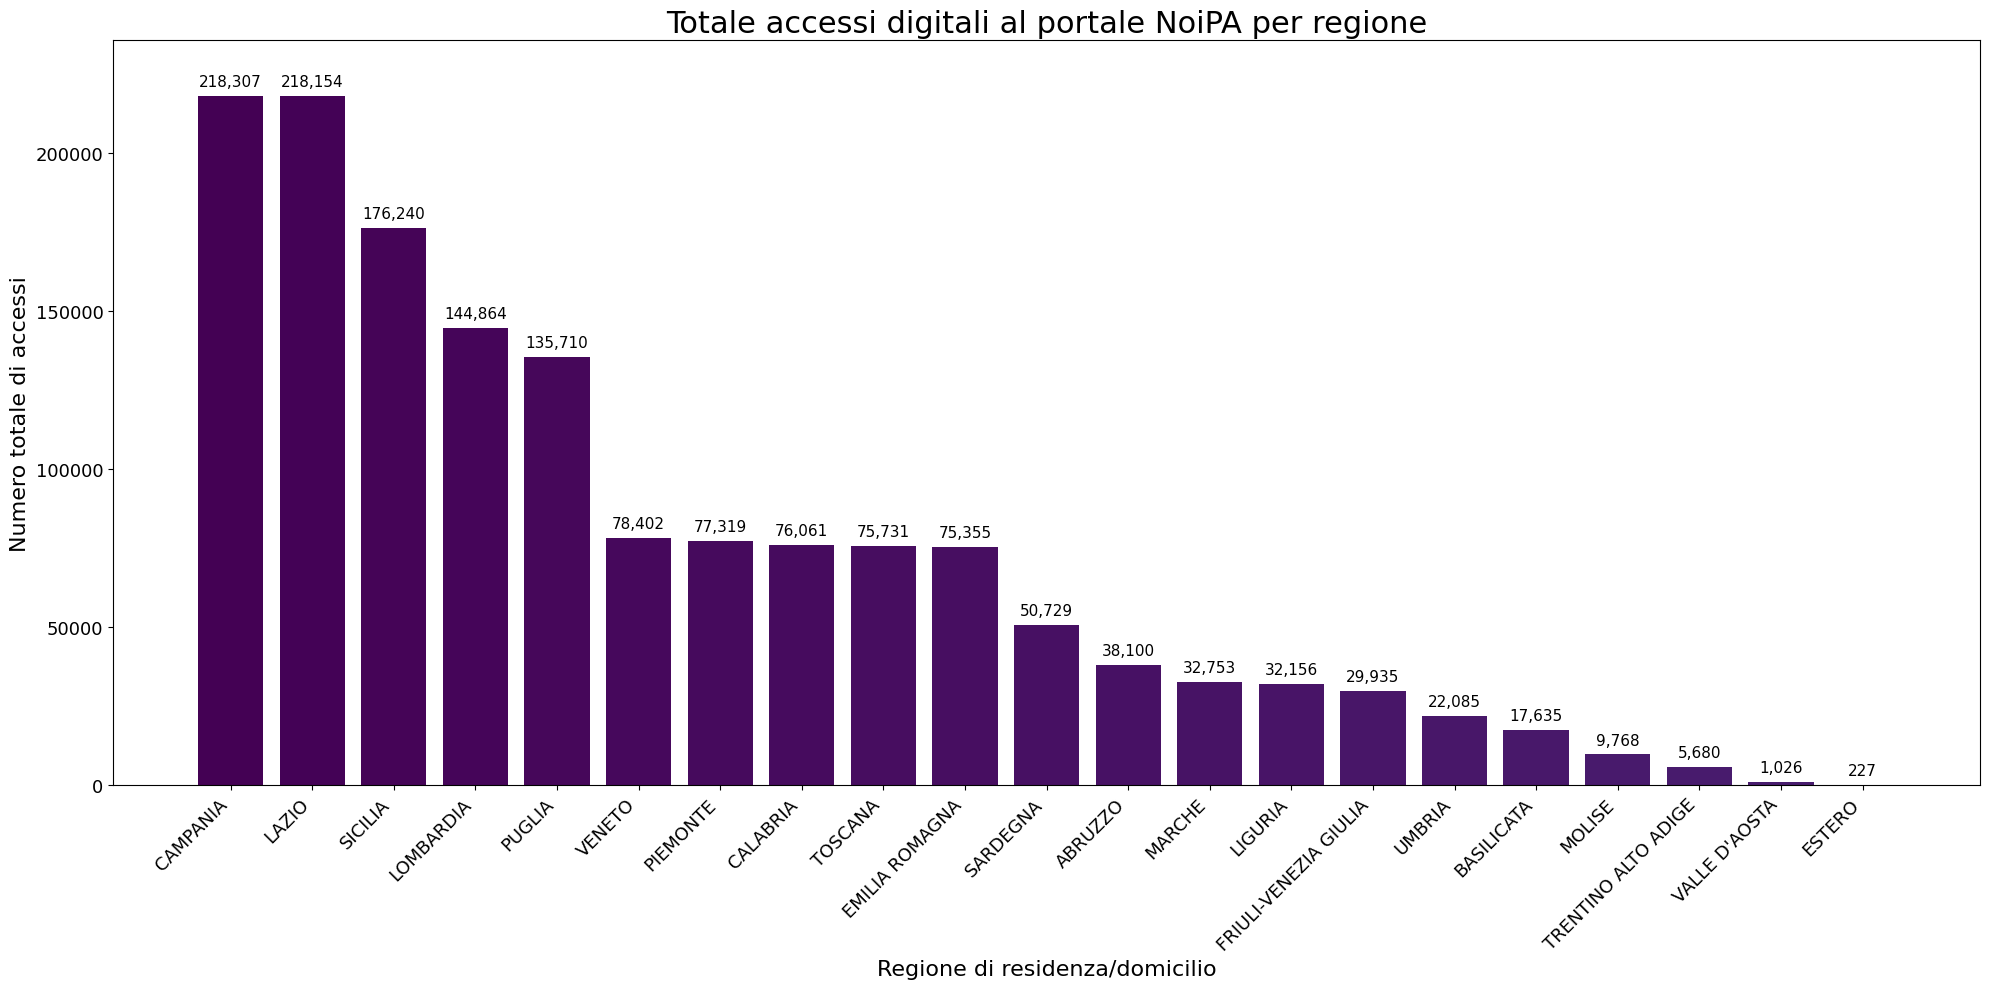 Totale accessi digitali al portale NoiPA per regione
Numero totale di accessi
200000
150000
100000
50000
0
218,307
218,154
176,240
144,864
135,710
78,402
77,319
76,061
75,731
75,355
50,729
38,100
32,753
32,156
29,935
22,085
17,635
9,768
5,680
1,026
227
CAMPANIA
LAZIO
SICILIA
LOMBARDIA
PUGLIA
VENETO
PIEMONTE
CALABRIA
TOSCANA
EMILIA ROMAGNA
SARDEGNA
ABRUZZO
MARCHE
LIGURIA
FRIULI-VENEZIA GIULIA
UMBRIA
BASILICATA
MOLISE
TRENTINO ALTO ADIGE
VALLE D'AOSTA
ESTERO
Regione di residenza/domicilio